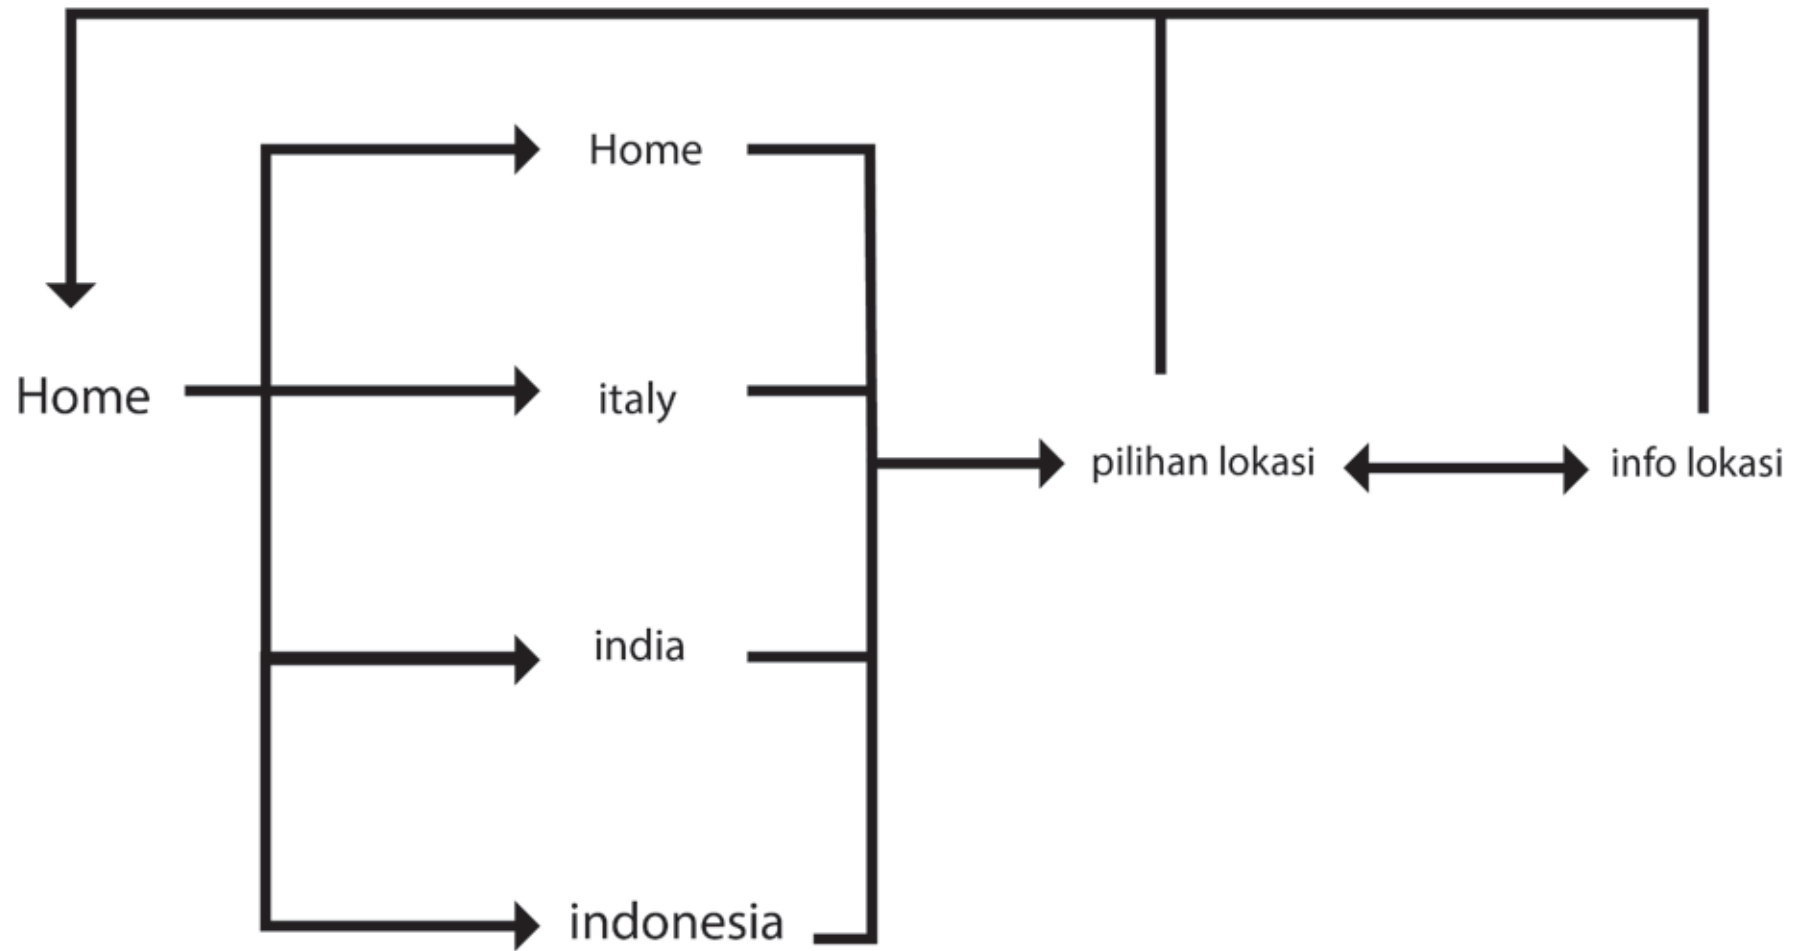 Home
Home
italy
india
indonesia
pilihan lokasi
info lokasi